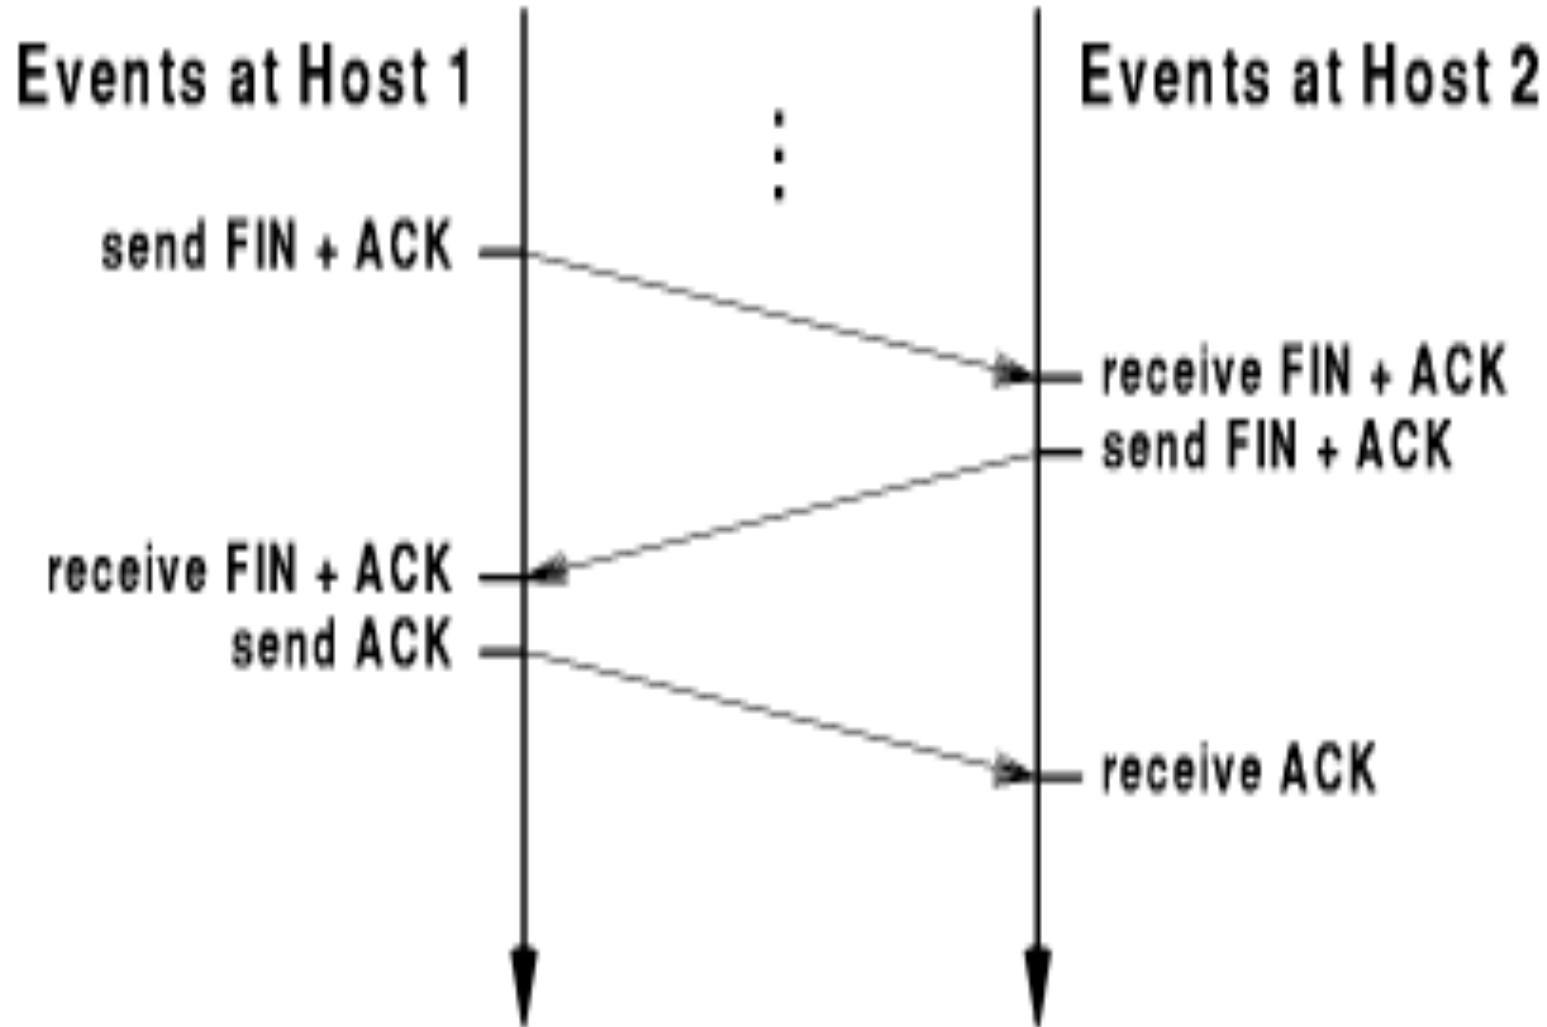 Events at Host 1
Events at Host 2
send FIN + ACK
receive FIN + ACK
send FIN + ACK
receive FIN + ACK
send ACK
receive ACK